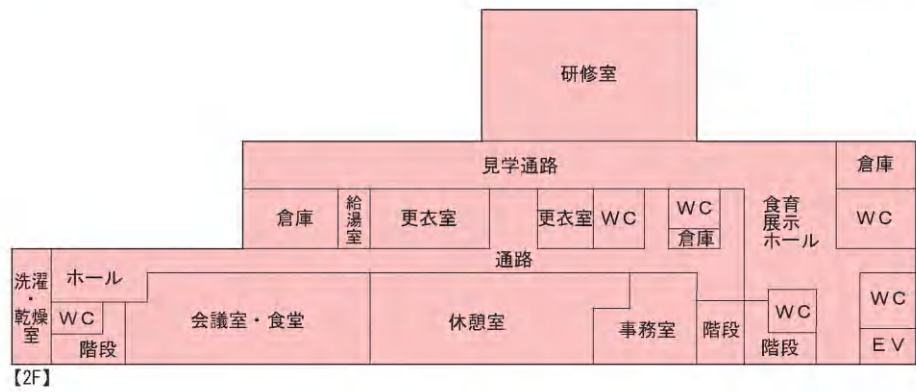 研修室
見学通路
倉庫
倉庫
給湯室
更衣室
更衣室
ＷＣ
ＷＣ
倉庫
食育
展示
ホール
ＷＣ
通路
洗濯
・
乾燥
室
ホール
ＷＣ
階段
会議室・食堂
休憩室
事務室
階段
ＷＣ
階段
ＷＣ
ＥＶ
【2F】